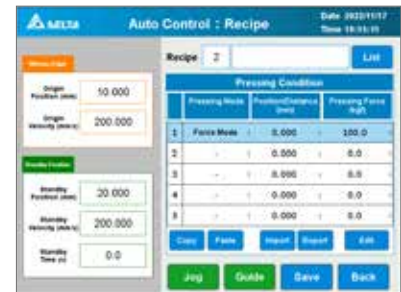 DELTA
Auto Control : Recipe
Date 2022/11/17
Recipe 2 List
Pressing Condition
Pressing Mode Position/Distance (mm) Pressing Force (kgf)
1 Force Mode 0.000 100.0
2 - 0.000 0.0
3 - 0.000 0.0
4 - 0.000 0.0
5 - 0.000 0.0
Copy Paste Import Export Edit
Jog Guide Save Back
Origin Position (mm) 10.000
Origin Velocity (mm/s) 200.000
Standby Position
Standby Position (mm) 20.000
Standby Velocity (mm/s) 200.000
Standby Time (s) 0.0